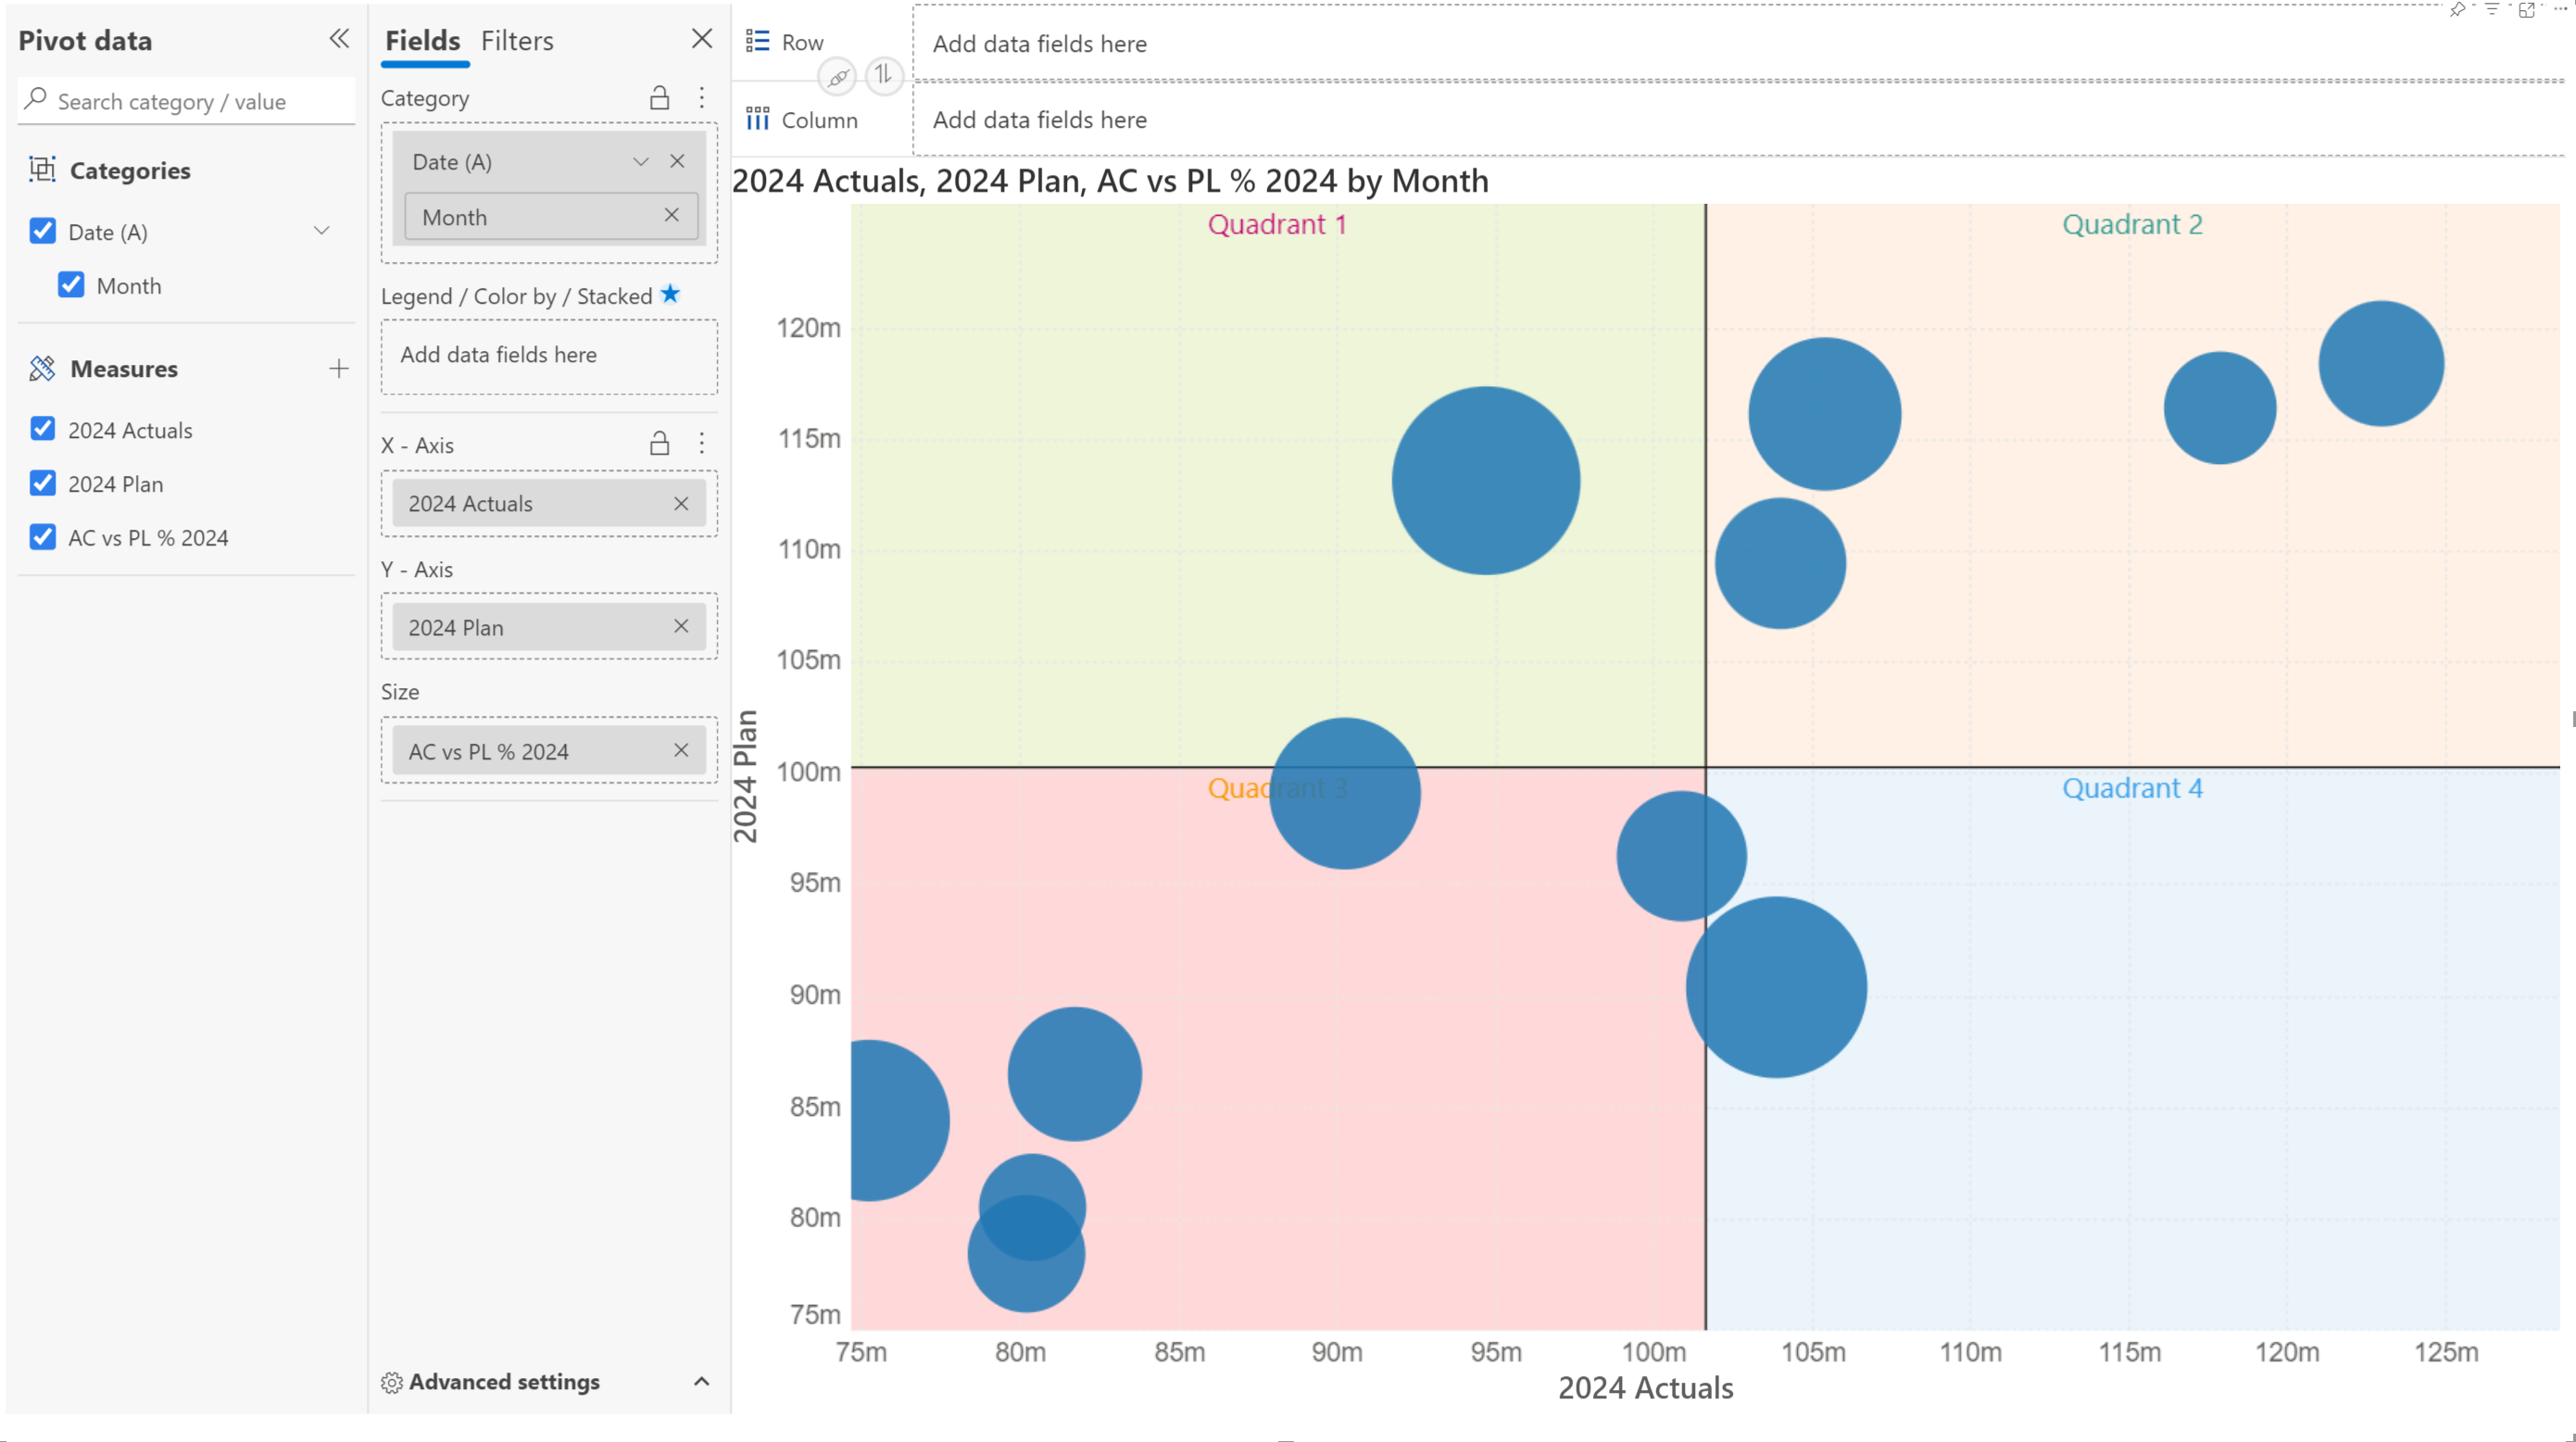 Pivot data
Search category / value
Categories
Date (A)
Month
Measures
2024 Actuals
2024 Plan
AC vs PL % 2024
Fields Filters
Category
Date (A)
Month
Legend / Color by / Stacked
Add data fields here
X - Axis
2024 Actuals
Y - Axis
2024 Plan
Size
AC vs PL % 2024
Advanced settings
Row
Add data fields here
Column
Add data fields here
2024 Actuals, 2024 Plan, AC vs PL % 2024 by Month
Quadrant 1
Quadrant 2
Quadrant 3
Quadrant 4
2024 Plan
120m
115m
110m
105m
100m
95m
90m
85m
80m
75m
75m 80m 85m 90m 95m 100m 105m 110m 115m 120m 125m
2024 Actuals